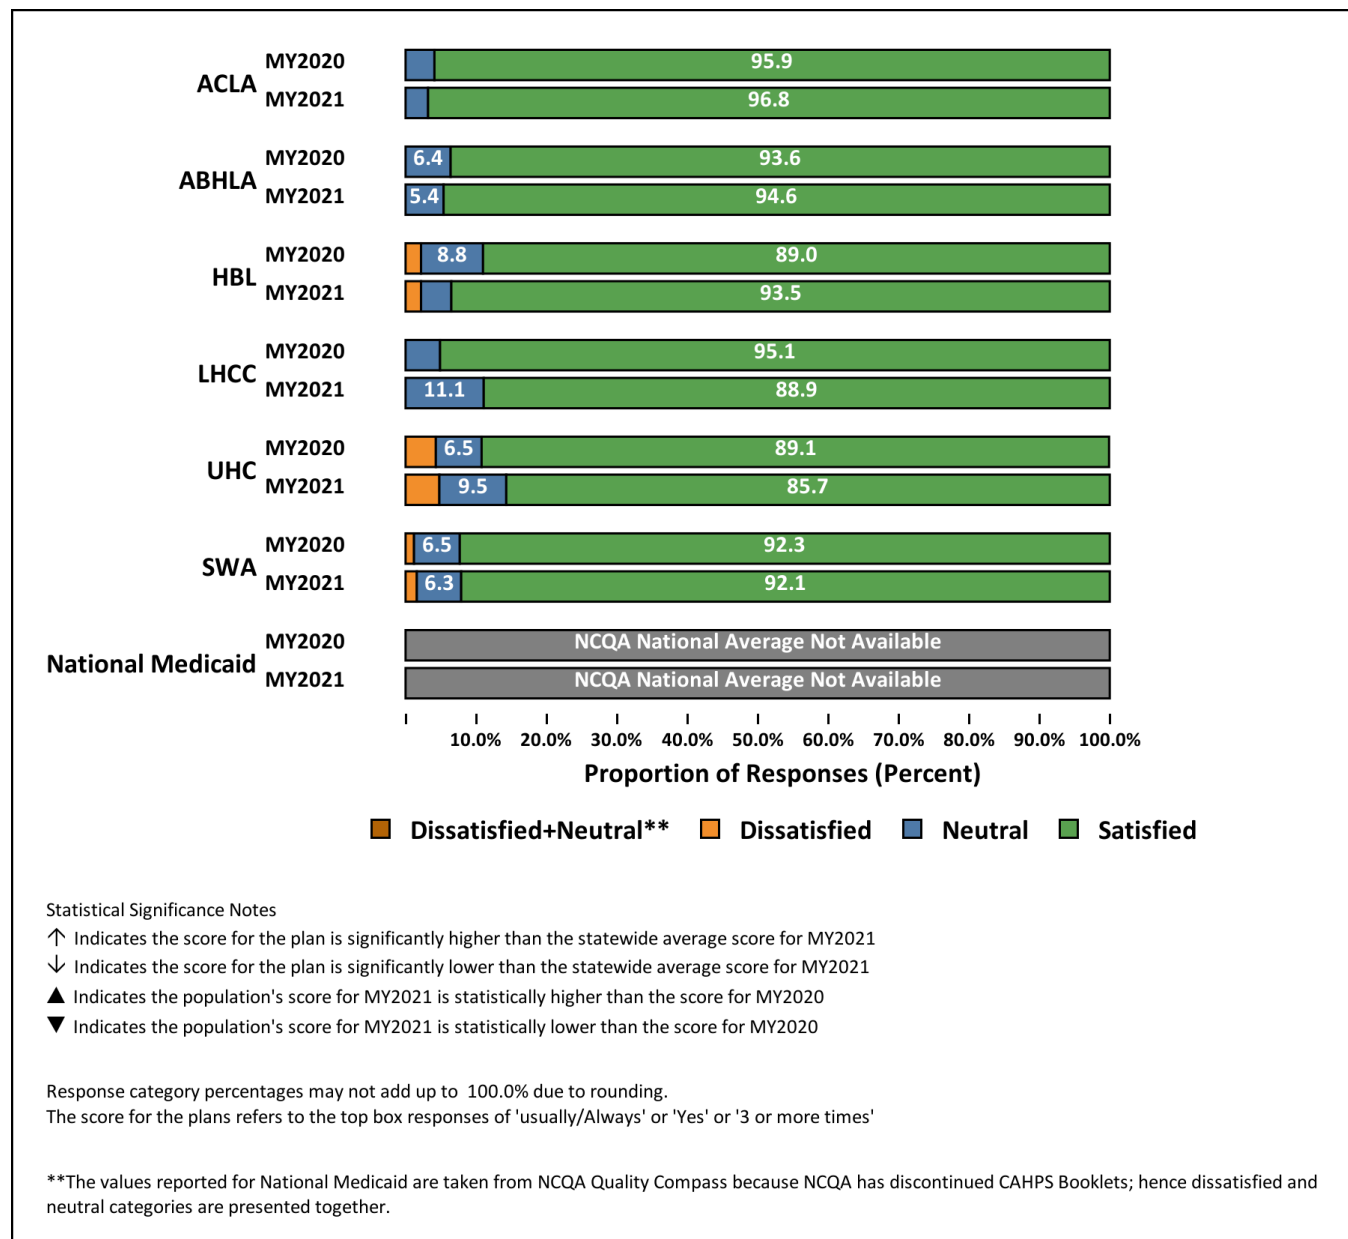 MY2020 95.9
ACLA
MY2021 96.8
MY2020 6.4 93.6
ABHLA
MY2021 5.4 94.6
MY2020 8.8 89.0
HBL
MY2021 93.5
MY2020 95.1
LHCC
MY2021 11.1 88.9
MY2020 6.5 89.1
UHC
MY2021 9.5 85.7
MY2020 6.5 92.3
SWA
MY2021 6.3 92.1
MY2020 NCQA National Average Not Available
National Medicaid
MY2021 NCQA National Average Not Available
10.0% 20.0% 30.0% 40.0% 50.0% 60.0% 70.0% 80.0% 90.0% 100.0%
Proportion of Responses (Percent)
Dissatisfied+Neutral** Dissatisfied Neutral Satisfied
Statistical Significance Notes
↑ Indicates the score for the plan is significantly higher than the statewide average score for MY2021
↓ Indicates the score for the plan is significantly lower than the statewide average score for MY2021
▲ Indicates the population's score for MY2021 is statistically higher than the score for MY2020
▼ Indicates the population's score for MY2021 is statistically lower than the score for MY2020
Response category percentages may not add up to 100.0% due to rounding.
The score for the plans refers to the top box responses of 'usually/Always' or 'Yes' or '3 or more times'
**The values reported for National Medicaid are taken from NCQA Quality Compass because NCQA has discontinued CAHPS Booklets; hence dissatisfied and
neutral categories are presented together.